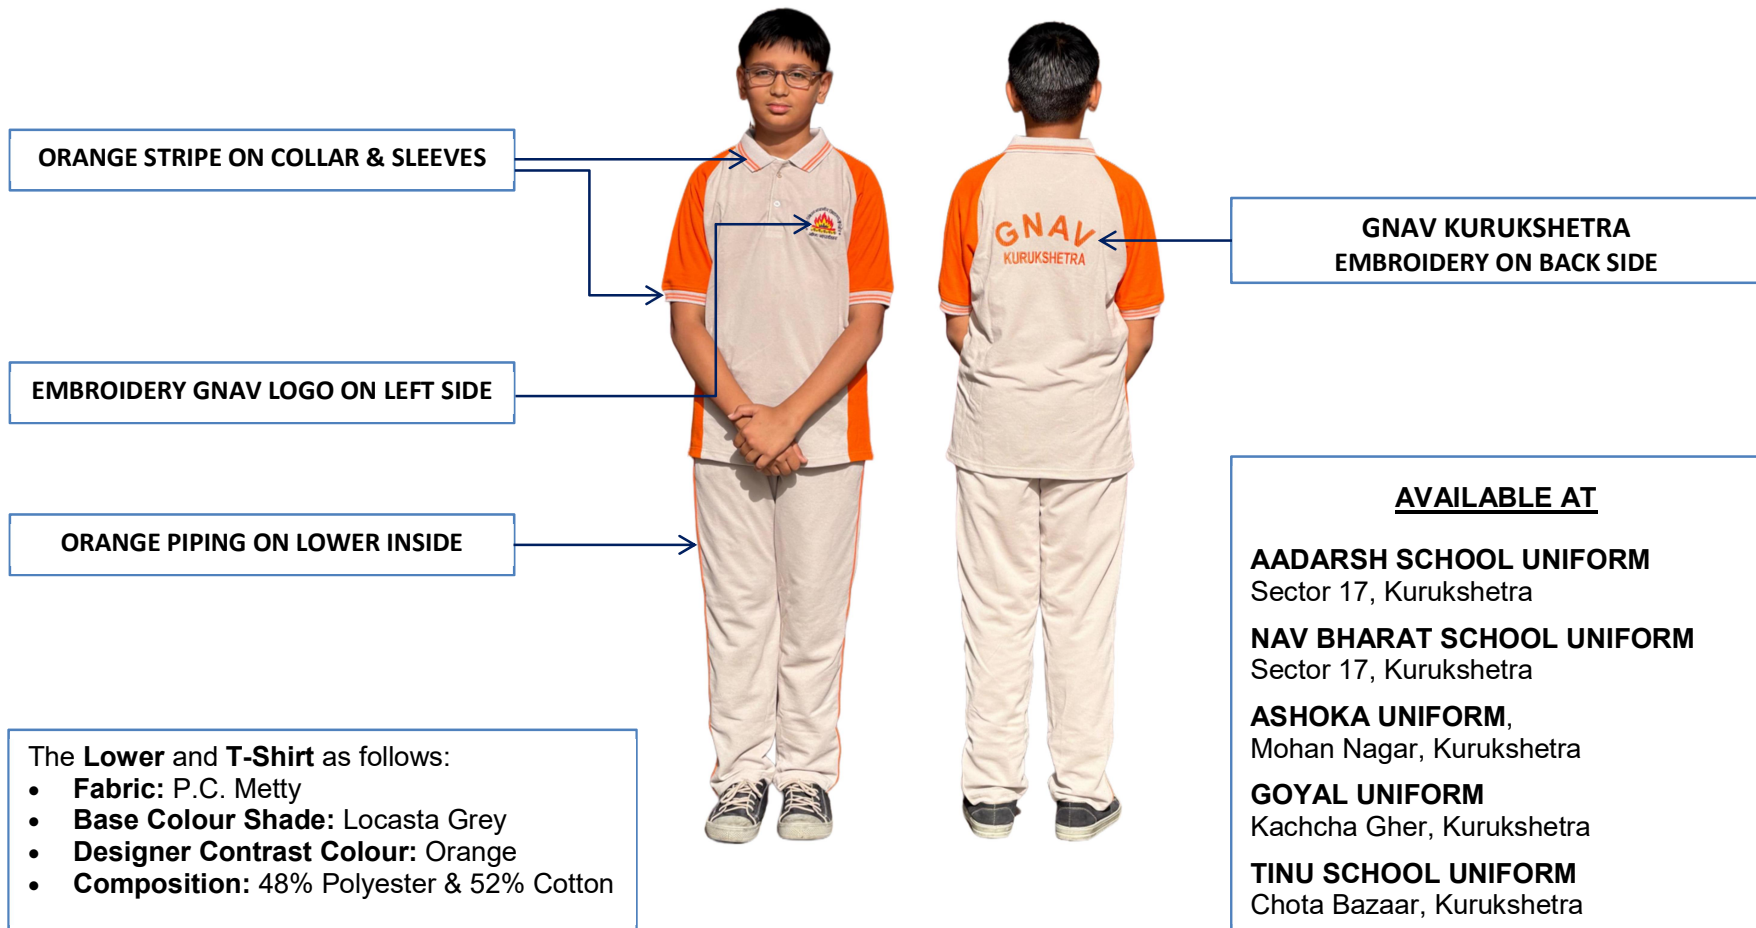 ORANGE STRIPE ON COLLAR & SLEEVES
EMBROIDERY GNAV LOGO ON LEFT SIDE
ORANGE PIPING ON LOWER INSIDE
The Lower and T-Shirt as follows:
• Fabric: P.C. Metty
• Base Colour Shade: Locasta Grey
• Designer Contrast Colour: Orange
• Composition: 48% Polyester & 52% Cotton
GNAV
KURUKSHETRA
GNAV KURUKSHETRA
EMBROIDERY ON BACK SIDE
AVAILABLE AT
AADARSH SCHOOL UNIFORM
Sector 17, Kurukshetra
NAV BHARAT SCHOOL UNIFORM
Sector 17, Kurukshetra
ASHOKA UNIFORM,
Mohan Nagar, Kurukshetra
GOYAL UNIFORM
Kachcha Gher, Kurukshetra
TINU SCHOOL UNIFORM
Chota Bazaar, Kurukshetra